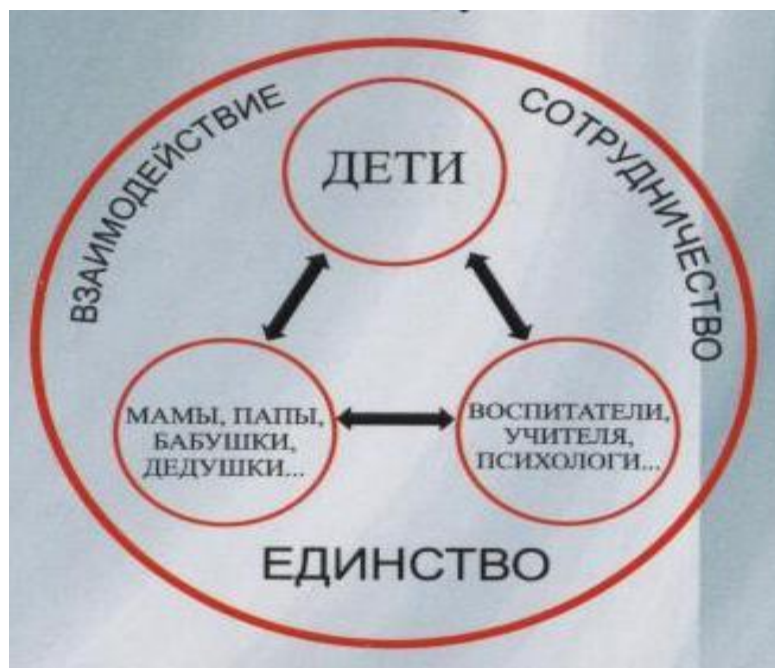 ВЗАИМОДЕЙСТВИЕ
СОТРУДНИЧЕСТВО
ДЕТИ
МАМЫ, ПАПЫ,
БАБУШКИ,
ДЕДУШКИ...
ВОСПИТАТЕЛИ,
УЧИТЕЛЯ,
ПСИХОЛОГИ...
ЕДИНСТВО